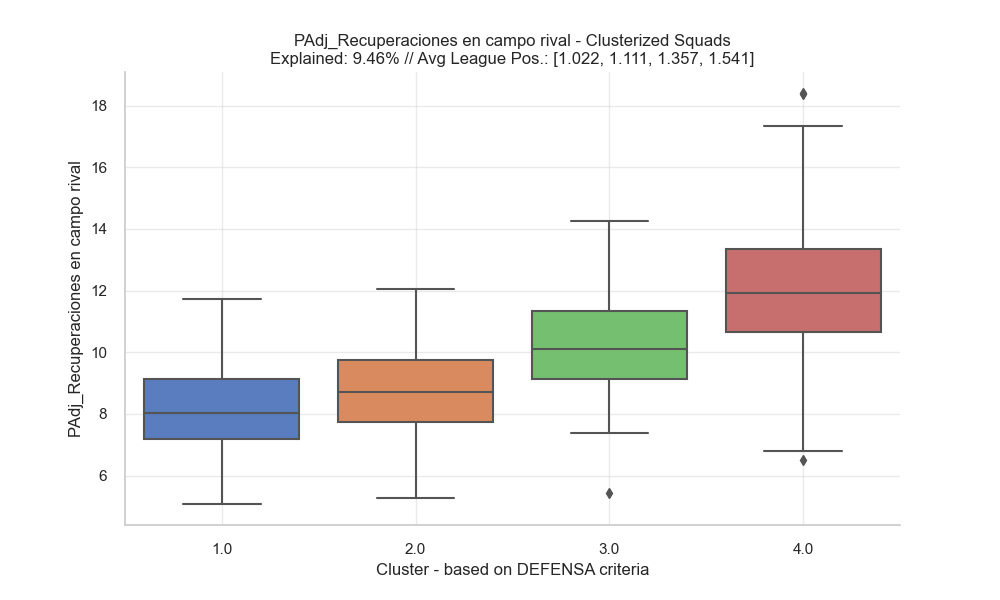 PAdj_Recuperaciones en campo rival - Clusterized Squads
Explained: 9.46% // Avg League Pos.: [1.022, 1.111, 1.357, 1.541]
PAdj_Recuperaciones en campo rival
18
16
14
12
10
8
6
1.0 2.0 3.0 4.0
Cluster - based on DEFENSA criteria